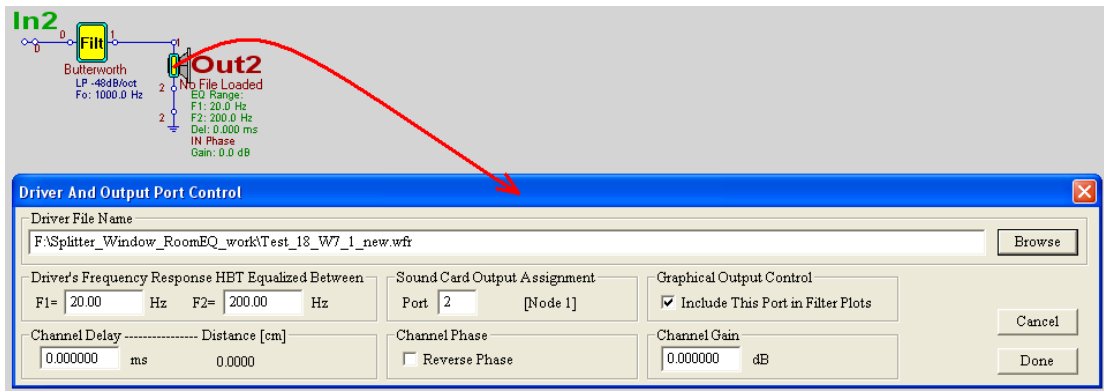 In2
0
0
Filt
1
1
Butterworth
LP -48dB/oct
Fo: 1000.0 Hz
Out2
2
No File Loaded
EQ Range:
F1: 20.0 Hz
2
F2: 200.0 Hz
Del: 0.000 ms
IN Phase
Gain: 0.0 dB
Driver And Output Port Control
Driver File Name
F:\Splitter_Window_RoomEQ_work\Test_18_W7_1_new.wfr
Browse
Driver's Frequency Response HBT Equalized Between
F1= 20.00 Hz F2= 200.00 Hz
Sound Card Output Assignment
Port 2 [Node 1]
Graphical Output Control
Include This Port in Filter Plots
Channel Delay ---------------- Distance [cm]
0.000000 ms 0.0000
Channel Phase
Reverse Phase
Channel Gain
0.000000 dB
Cancel
Done